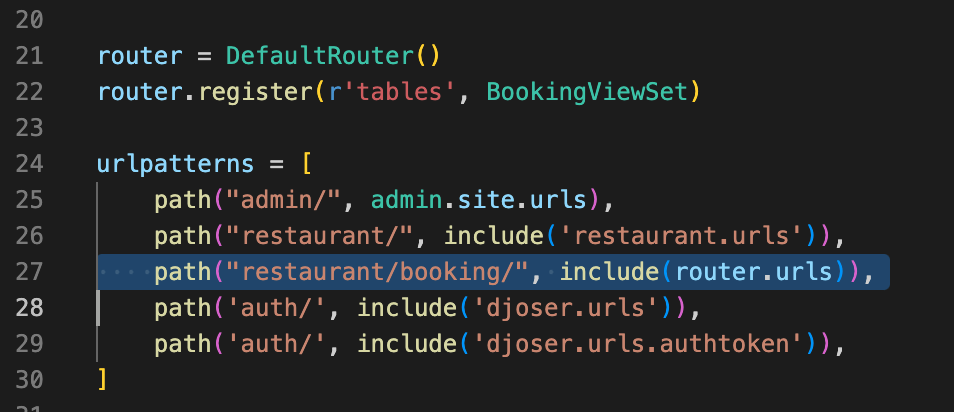 20
21 router = DefaultRouter()
22 router.register(r'tables', BookingViewSet)
23
24 urlpatterns = [
25     path("admin/", admin.site.urls),
26     path("restaurant/", include('restaurant.urls')),
27     path("restaurant/booking/", include(router.urls)),
28     path('auth/', include('djoser.urls')),
29     path('auth/', include('djoser.urls.authtoken')),
30 ]
31